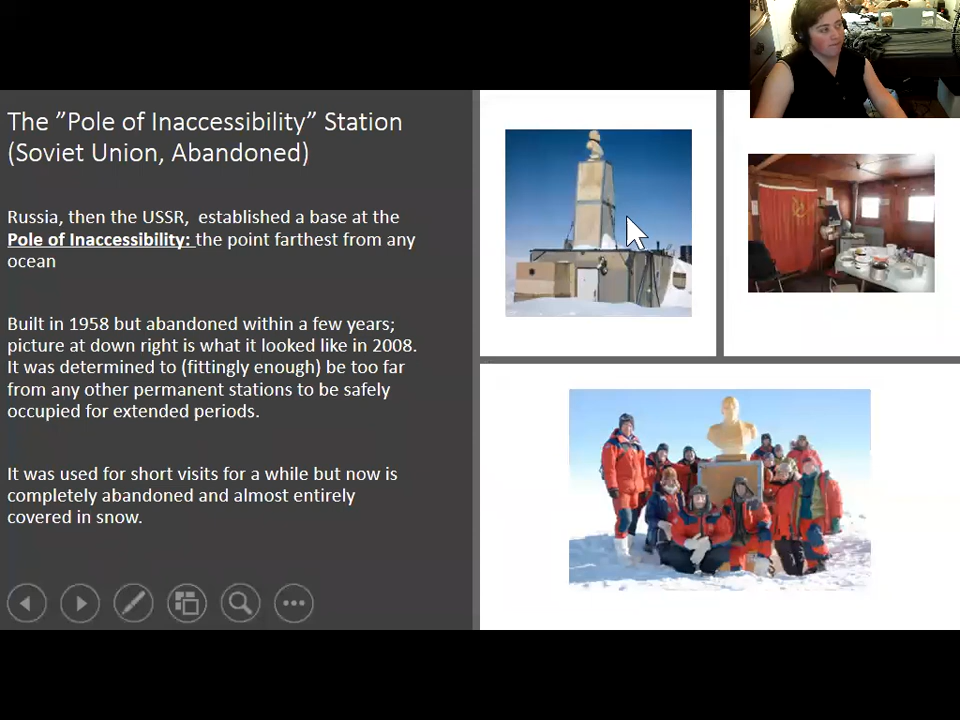 The ”Pole of Inaccessibility” Station
(Soviet Union, Abandoned)
Russia, then the USSR,  established a base at the
Pole of Inaccessibility: the point farthest from any
ocean
Built in 1958 but abandoned within a few years;
picture at down right is what it looked like in 2008.
It was determined to (fittingly enough) be too far
from any other permanent stations to be safely
occupied for extended periods.
It was used for short visits for a while but now is
completely abandoned and almost entirely
covered in snow.